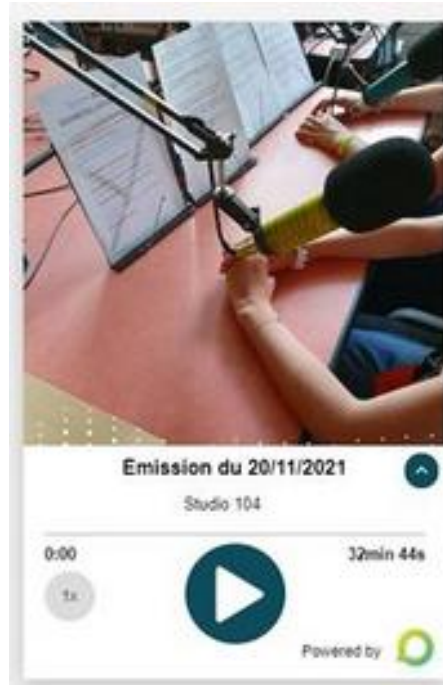 Emission du 20/11/2021
Studio 104
0:00
32min 44s
1x
Powered by